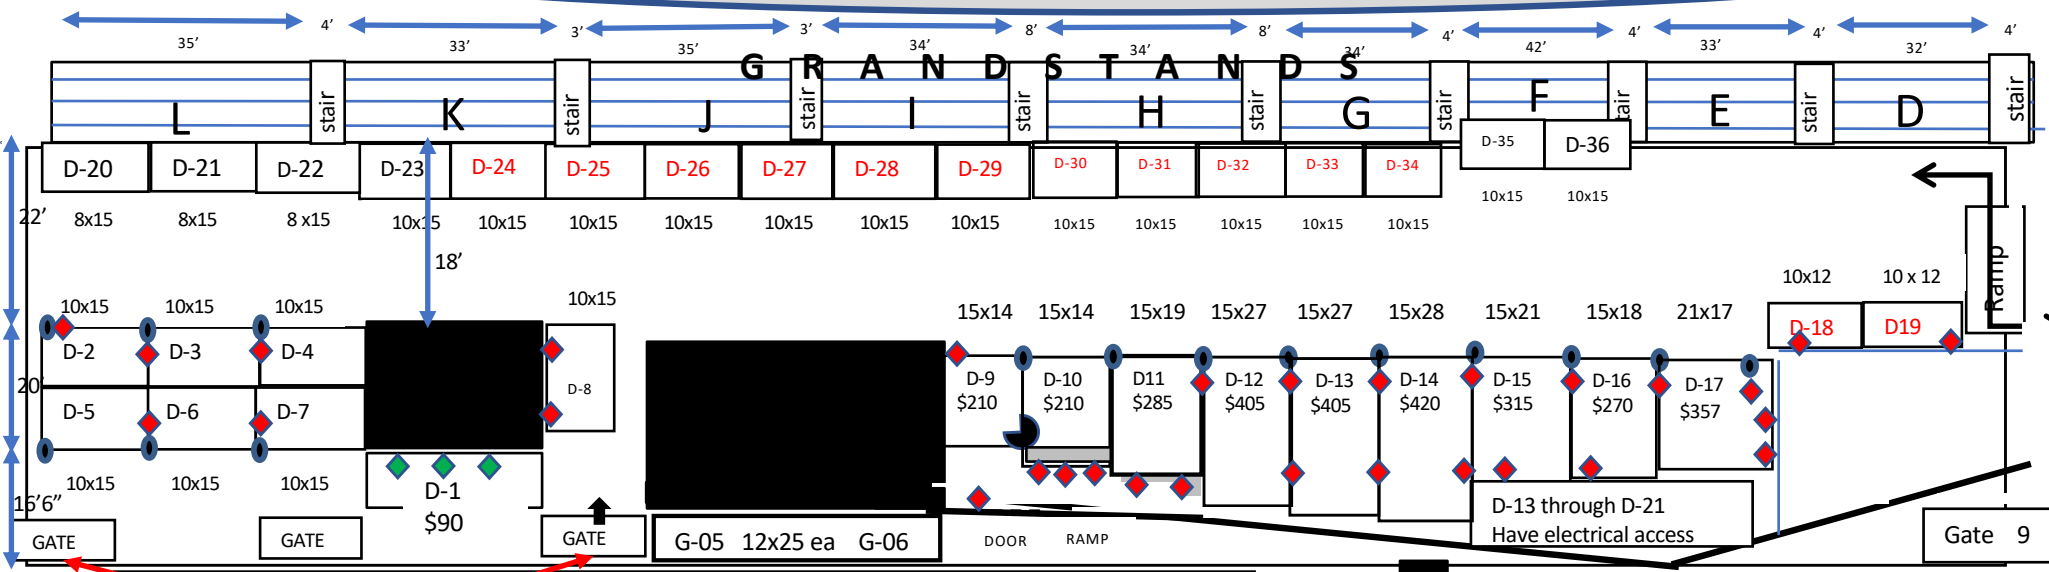 35’ 4’ 33’ 3’ 35’ 3’ 34’ 8’ 34’ 8’ 34’ 4’ 42’ 4’ 33’ 4’ 32’ 4’
G R A N D S T A N D S
L stair K stair J stair I stair H stair G stair F stair E stair D stair
D-20 D-21 D-22 D-23 D-24 D-25 D-26 D-27 D-28 D-29 D-30 D-31 D-32 D-33 D-34 D-35 D-36
22’ 8x15 8x15 8 x15 10x15 10x15 10x15 10x15 10x15 10x15 10x15 10x15 10x15 10x15 10x15 10x15 10x15 10x15
18’
Ramp
10x12 10 x 12
10x15 10x15 10x15 10x15 15x14 15x14 15x19 15x27 15x27 15x28 15x21 15x18 21x17
D-18 D19
D-2 D-3 D-4
20’
D-8
D-9 D-10 D11 D-12 D-13 D-14 D-15 D-16 D-17
$210 $210 $285 $405 $405 $420 $315 $270 $357
D-5 D-6 D-7
10x15 10x15 10x15
16’6”
D-1
$90
D-13 through D-21
Have electrical access
GATE GATE GATE
G-05 12x25 ea G-06
DOOR RAMP
Gate 9